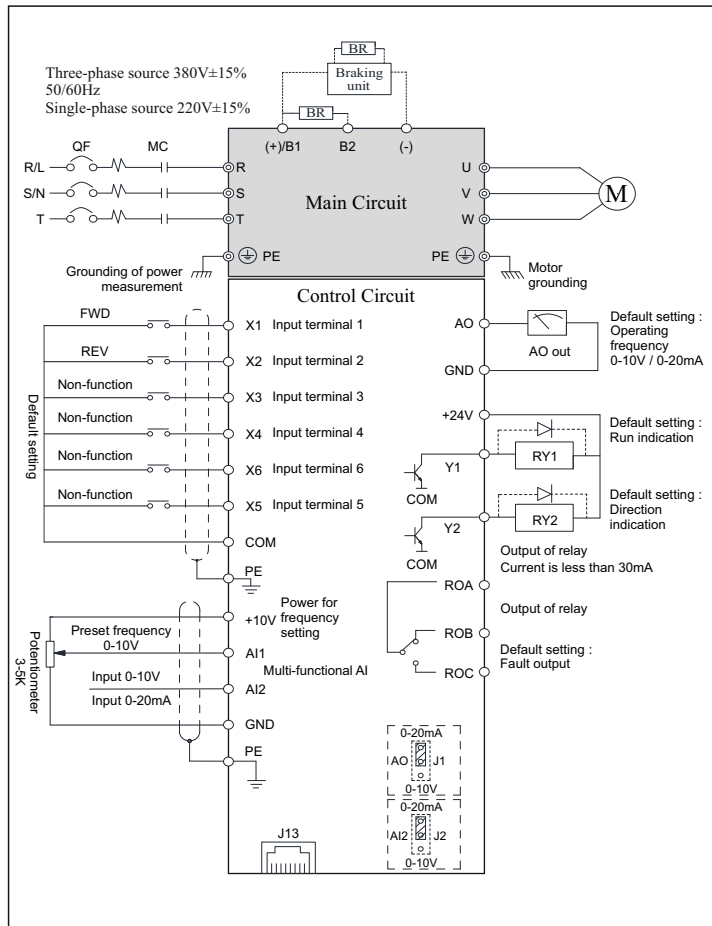 Three-phase source 380V±15%
50/60Hz
Single-phase source 220V±15%
BR
Braking
unit
BR
(+)/B1 B2 (-)
QF MC
R/L R U
S/N S V M
T T W
Main Circuit
PE PE
Grounding of power
measurement
Motor
grounding
Control Circuit
FWD X1 Input terminal 1
REV X2 Input terminal 2
Non-function X3 Input terminal 3
Non-function X4 Input terminal 4
Non-function X6 Input terminal 6
Non-function X5 Input terminal 5
Default setting
COM
PE
+10V Power for
frequency
setting
Preset frequency
0-10V
AI1
Multi-functional AI
Input 0-10V
AI2
Input 0-20mA
GND
PE
Potentiometer
3-5K
AO
AO out
GND
Default setting :
Operating
frequency
0-10V / 0-20mA
+24V
Y1 RY1
COM
Default setting :
Run indication
Y2 RY2
COM
Default setting :
Direction
indication
Output of relay
Current is less than 30mA
ROA
Output of relay
ROB
ROC
Default setting :
Fault output
0-20mA
AO J1
0-10V
0-20mA
AI2 J2
0-10V
J13